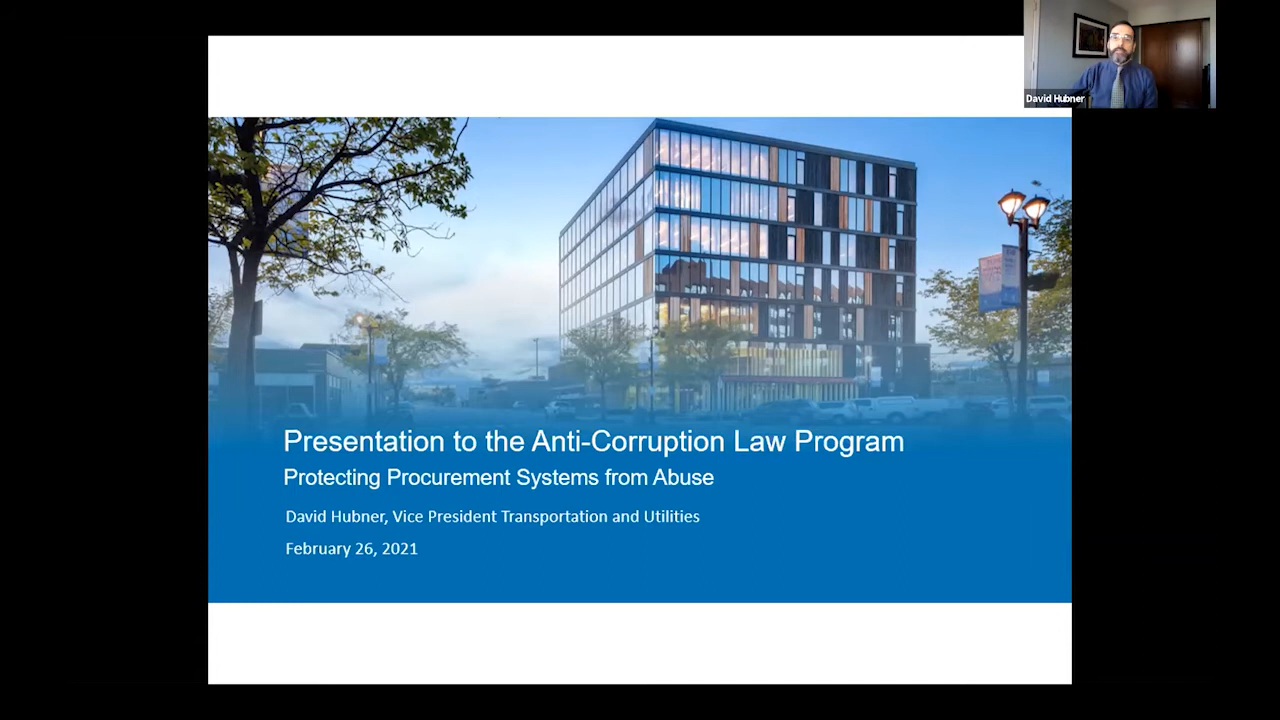 David Hubner
Presentation to the Anti-Corruption Law Program
Protecting Procurement Systems from Abuse
David Hubner, Vice President Transportation and Utilities
February 26, 2021